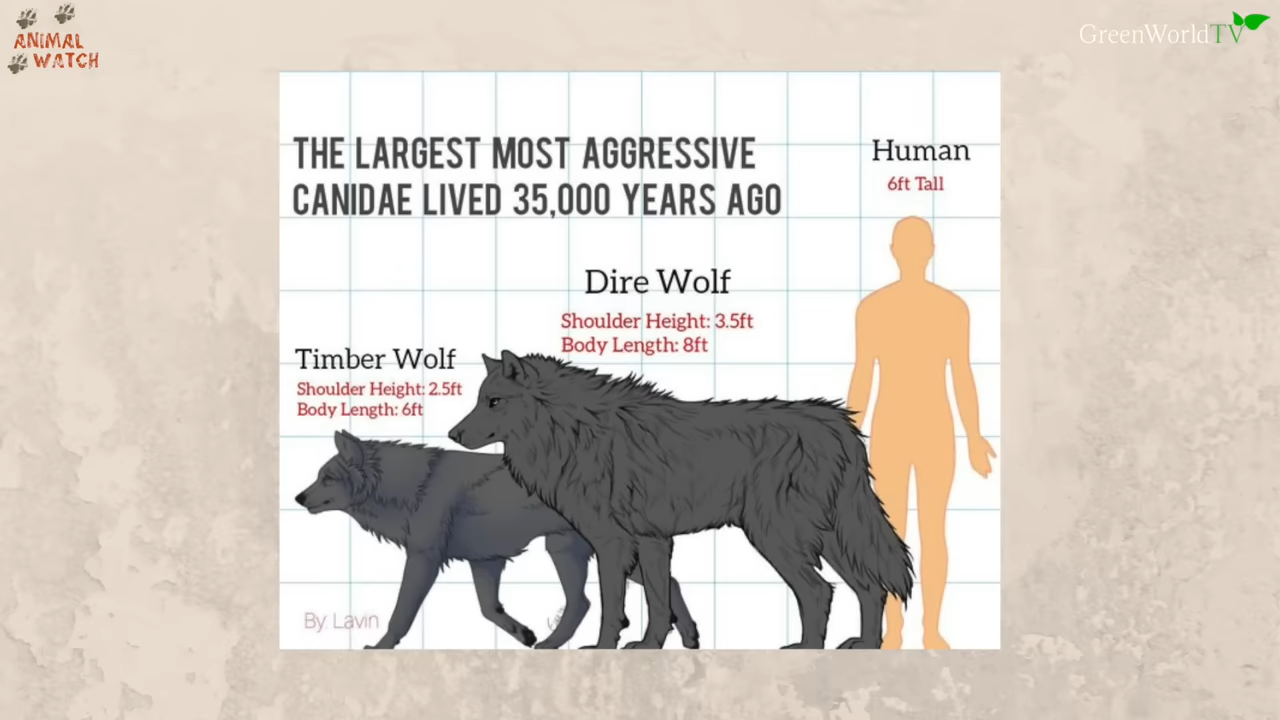 ANIMAL
WATCH
GreenWorldTV
THE LARGEST MOST AGGRESSIVE
CANIDAE LIVED 35,000 YEARS AGO
Human
6ft Tall
Dire Wolf
Shoulder Height: 3.5ft
Body Length: 8ft
Timber Wolf
Shoulder Height: 2.5ft
Body Length: 6ft
By: Lavin